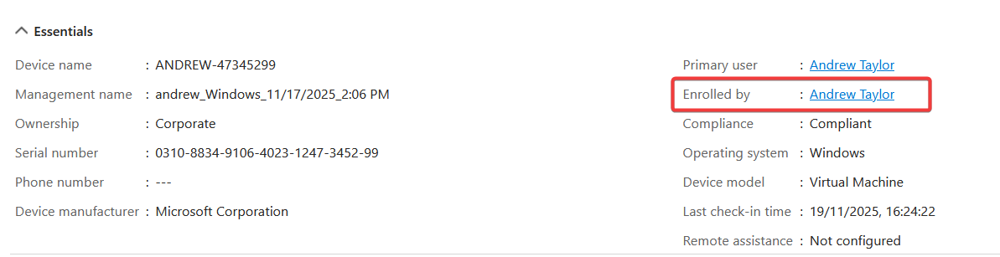 Essentials
Device name : ANDREW-47345299
Management name : andrew_Windows_11/17/2025_2:06 PM
Ownership : Corporate
Serial number : 0310-8834-9106-4023-1247-3452-99
Phone number : ---
Device manufacturer : Microsoft Corporation
Primary user : Andrew Taylor
Enrolled by : Andrew Taylor
Compliance : Compliant
Operating system : Windows
Device model : Virtual Machine
Last check-in time : 19/11/2025, 16:24:22
Remote assistance : Not configured